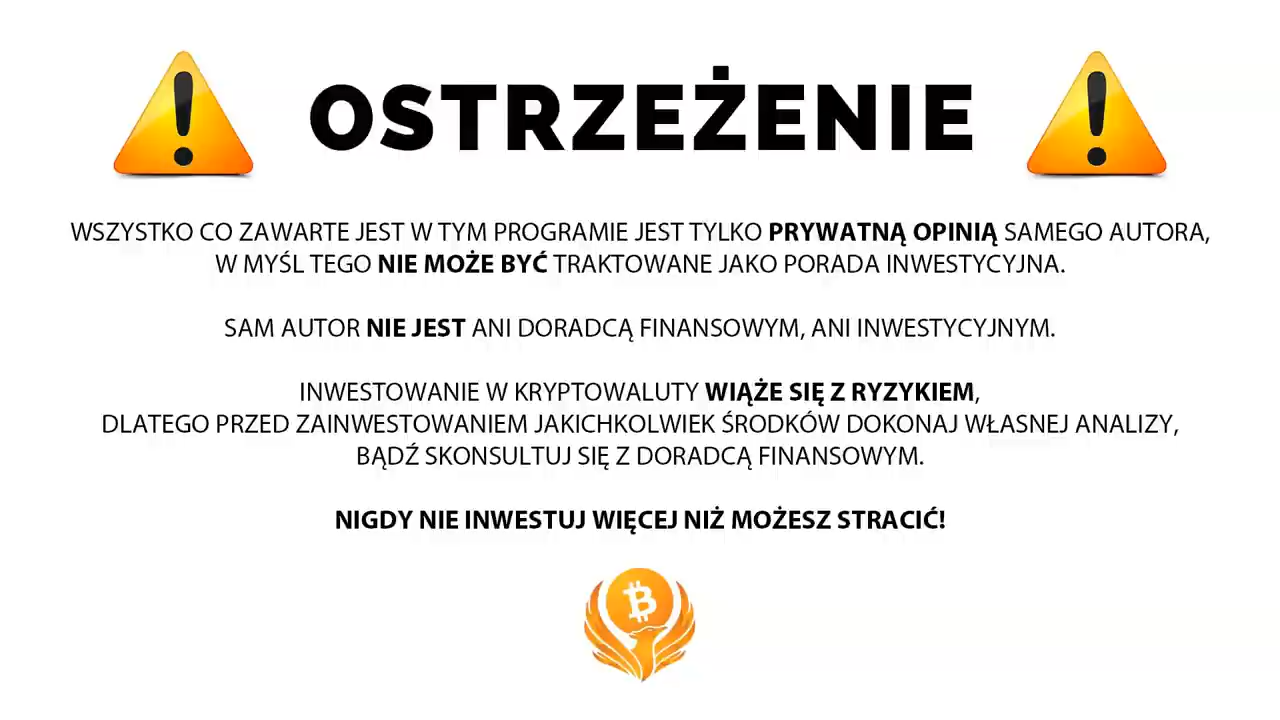 OSTRZEŻENIE
WSZYSTKO CO ZAWARTE JEST W TYM PROGRAMIE JEST TYLKO PRYWATNĄ OPINIĄ SAMEGO AUTORA,
W MYŚL TEGO NIE MOŻE BYĆ TRAKTOWANE JAKO PORADA INWESTYCYJNA.
SAM AUTOR NIE JEST ANI DORADCĄ FINANSOWYM, ANI INWESTYCYJNYM.
INWESTOWANIE W KRYPTOWALUTY WIĄŻE SIĘ Z RYZYKIEM,
DLATEGO PRZED ZAINWESTOWANIEM JAKICHKOLWIEK ŚRODKÓW DOKONAJ WŁASNEJ ANALIZY,
BĄDŹ SKONSULTUJ SIĘ Z DORADCĄ FINANSOWYM.
NIGDY NIE INWESTUJ WIĘCEJ NIŻ MOŻESZ STRACIĆ!